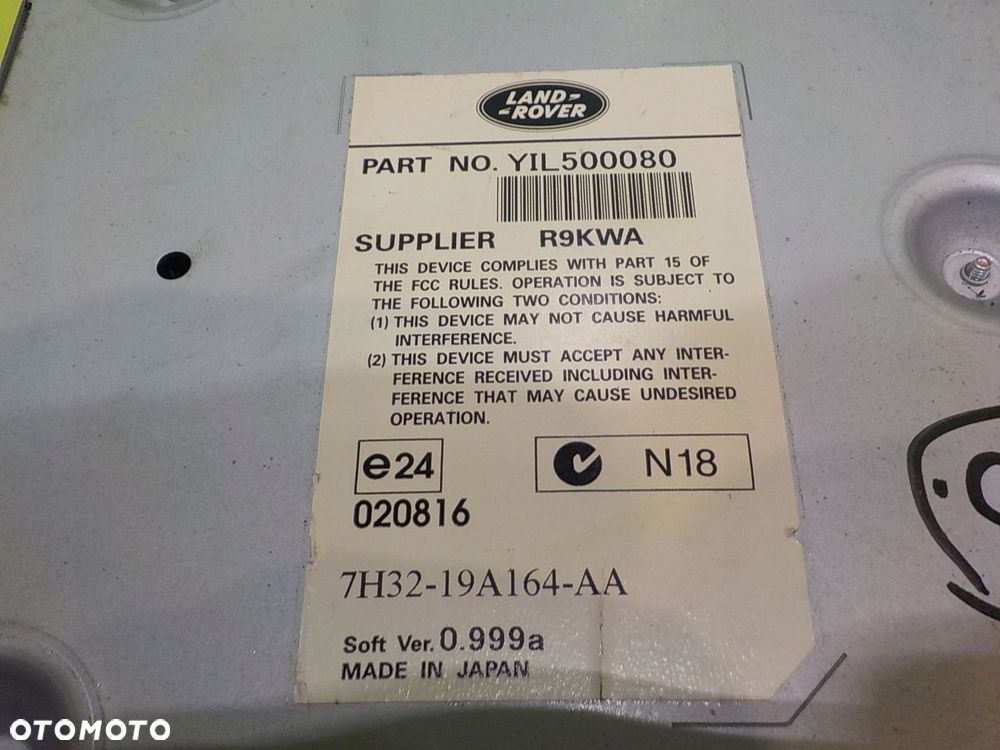 LAND-
-ROVER
PART NO. YIL500080
SUPPLIER R9KWA
THIS DEVICE COMPLIES WITH PART 15 OF
THE FCC RULES. OPERATION IS SUBJECT TO
THE FOLLOWING TWO CONDITIONS:
(1) THIS DEVICE MAY NOT CAUSE HARMFUL
INTERFERENCE.
(2) THIS DEVICE MUST ACCEPT ANY INTER-
FERENCE RECEIVED INCLUDING INTER-
FERENCE THAT MAY CAUSE UNDESIRED
OPERATION.
e24 N18
020816
7H32-19A164-AA
Soft Ver. 0.999a
MADE IN JAPAN
OTOMOTO